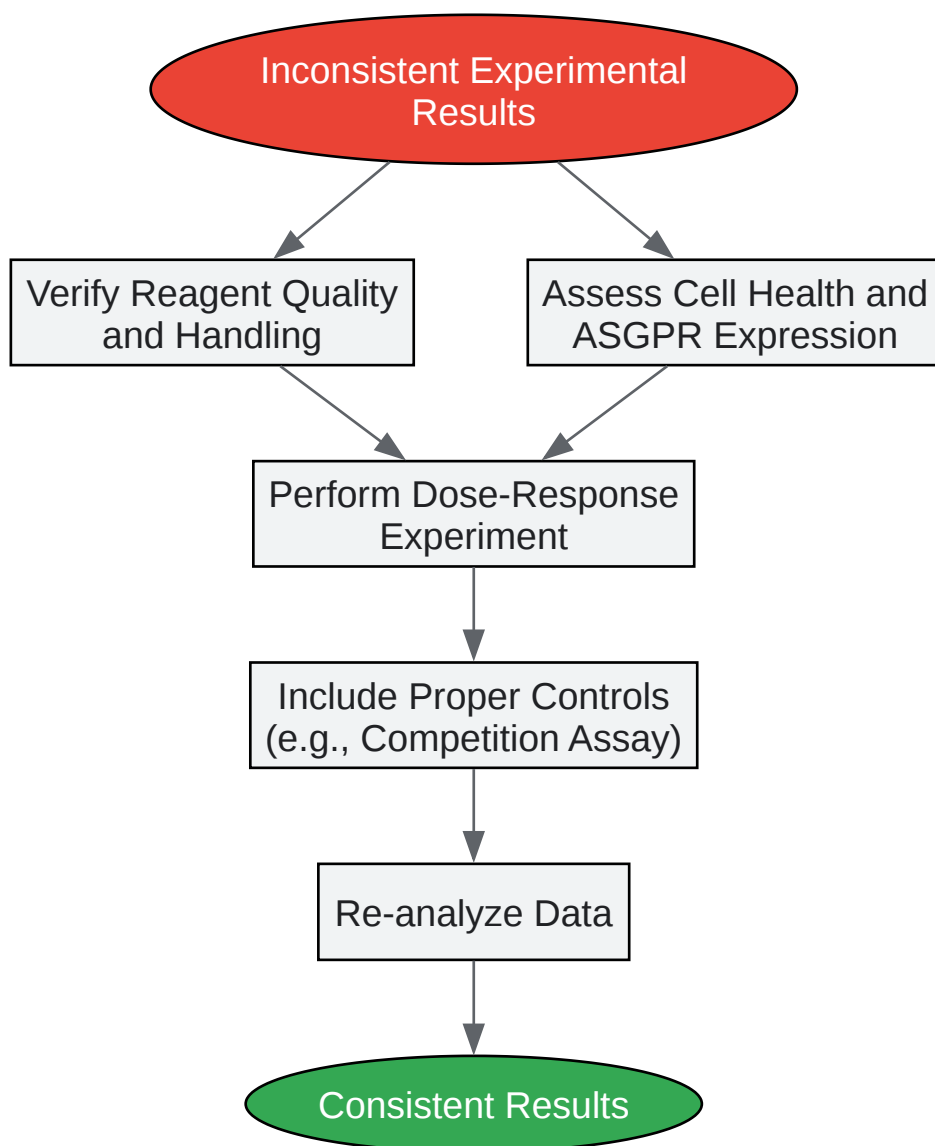 Inconsistent Experimental
Results
Verify Reagent Quality
and Handling
Assess Cell Health and
ASGPR Expression
Perform Dose-Response
Experiment
Include Proper Controls
(e.g., Competition Assay)
Re-analyze Data
Consistent Results